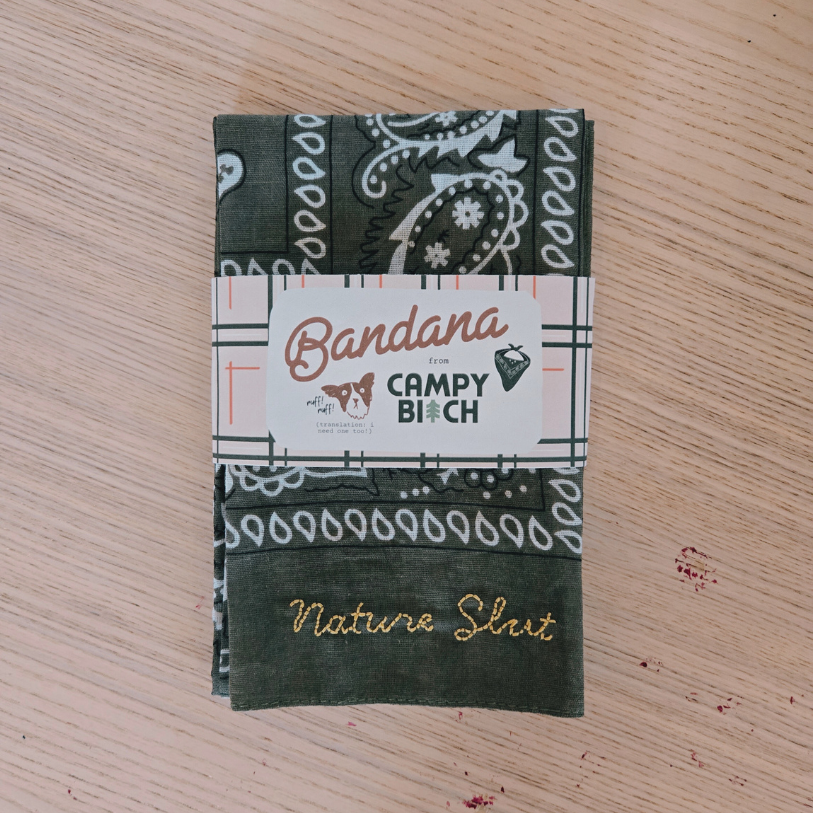 Bandana
from
CAMPY
BITCH
ruff!
ruff!
(translation: i
need one too!)
Nature Slut